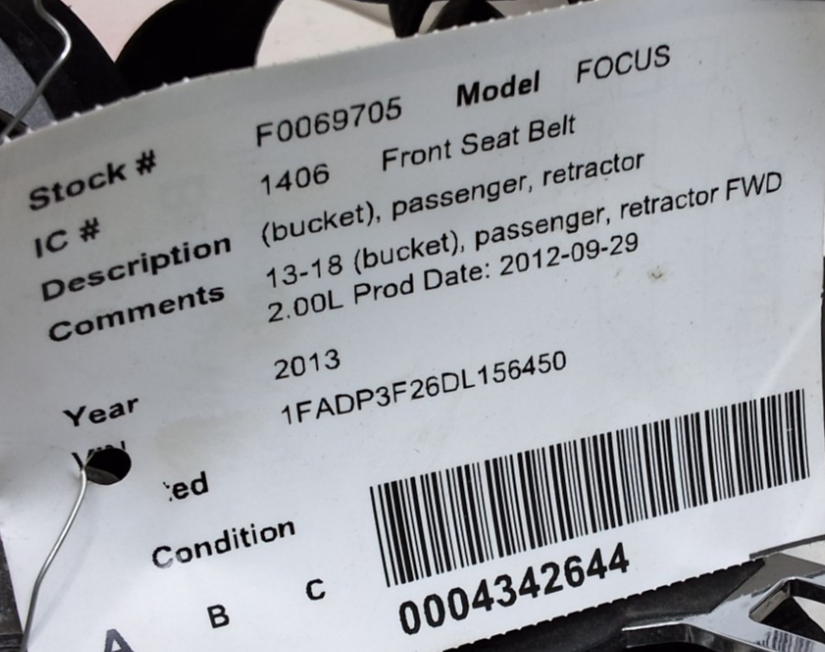 Stock # F0069705 Model FOCUS
IC # 1406 Front Seat Belt
Description (bucket), passenger, retractor
Comments 13-18 (bucket), passenger, retractor FWD
2.00L Prod Date: 2012-09-29
Year 2013
1FADP3F26DL156450
Condition
A B C
0004342644